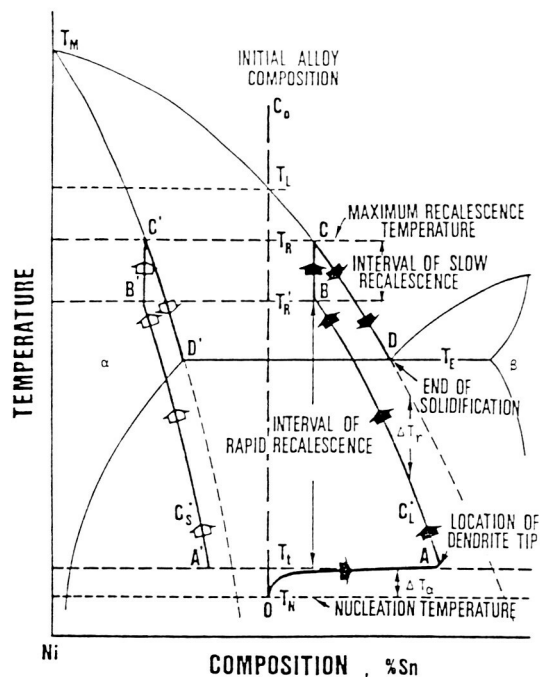 T_M
INITIAL ALLOY
COMPOSITION
C_o
T_L
C'
T_R
C
MAXIMUM RECALESCENCE
TEMPERATURE
INTERVAL OF SLOW
RECALESCENCE
B'
T_R'
B
D'
D
T_E
α
β
END OF
SOLIDIFICATION
INTERVAL OF
RAPID RECALESCENCE
ΔT_r
C_S*
C_L*
A'
T_t
A
LOCATION OF
DENDRITE TIP
ΔT_α
O
T_N
NUCLEATION TEMPERATURE
TEMPERATURE
Ni
COMPOSITION , %Sn